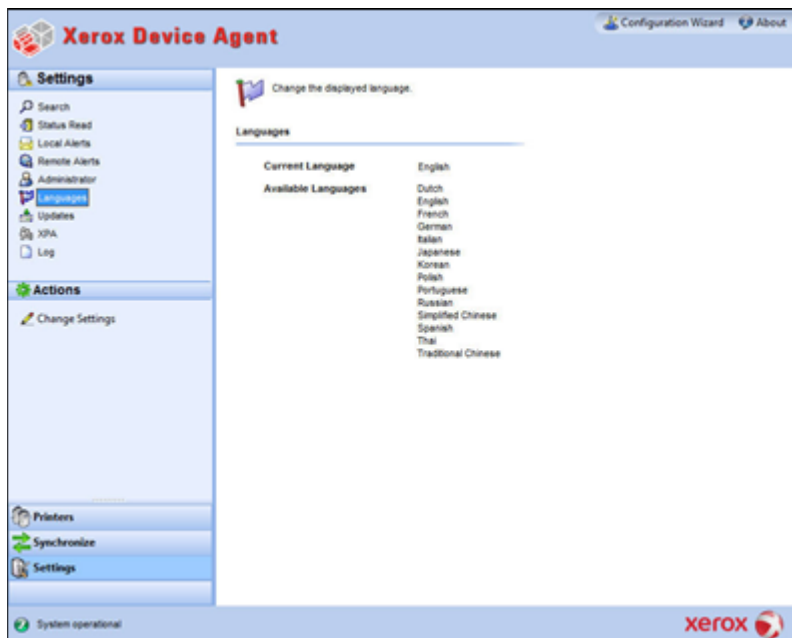 Xerox Device Agent
Configuration Wizard
About
Settings
Search
Status Read
Local Alerts
Remote Alerts
Administrator
Languages
Updates
XPA
Log
Actions
Change Settings
Printers
Synchronize
Settings
System operational
Change the displayed language.
Languages
Current Language English
Available Languages Dutch
English
French
German
Italian
Japanese
Korean
Polish
Portuguese
Russian
Simplified Chinese
Spanish
Thai
Traditional Chinese
xerox